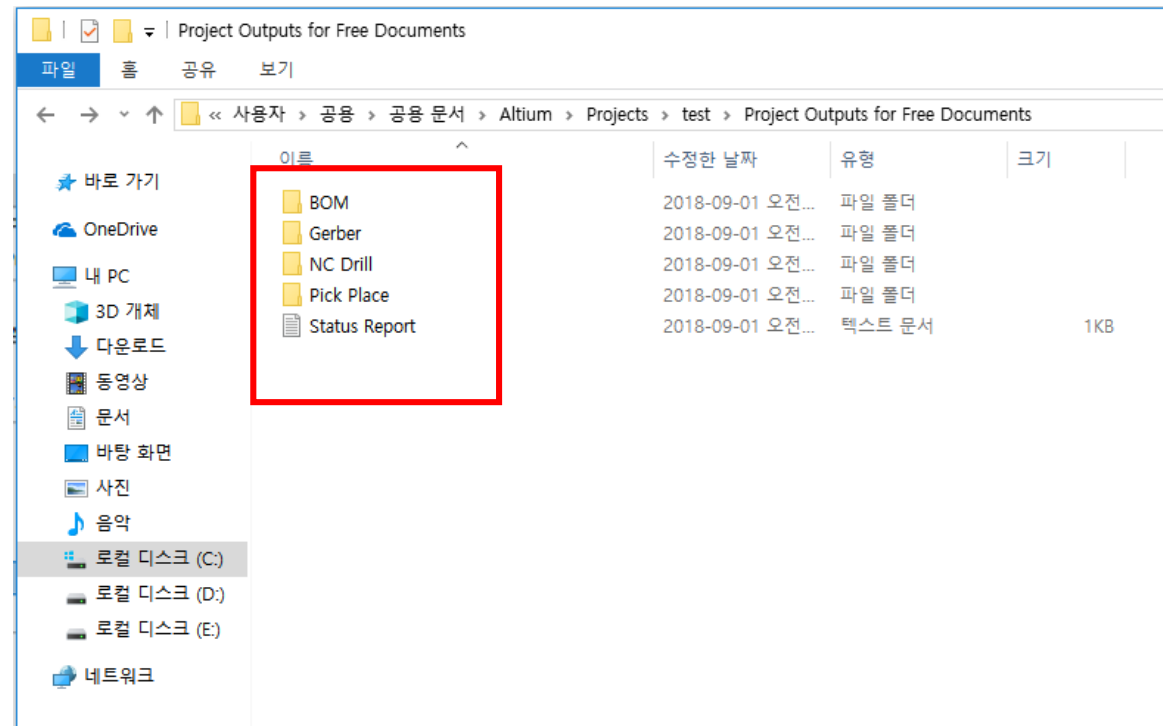 Project Outputs for Free Documents
파일 홈 공유 보기
« 사용자 › 공용 › 공용 문서 › Altium › Projects › test › Project Outputs for Free Documents
이름 수정한 날짜 유형 크기
바로 가기
OneDrive
내 PC
3D 개체
다운로드
동영상
문서
바탕 화면
사진
음악
로컬 디스크 (C:)
로컬 디스크 (D:)
로컬 디스크 (E:)
네트워크
BOM 2018-09-01 오전... 파일 폴더
Gerber 2018-09-01 오전... 파일 폴더
NC Drill 2018-09-01 오전... 파일 폴더
Pick Place 2018-09-01 오전... 파일 폴더
Status Report 2018-09-01 오전... 텍스트 문서 1KB